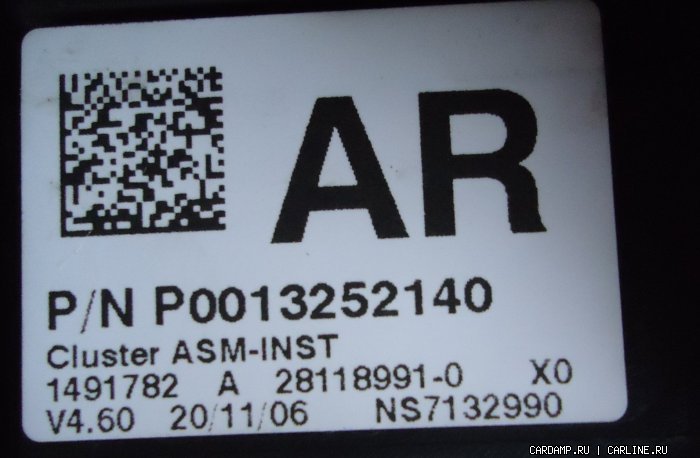 AR
P/N P0013252140
Cluster ASM-INST
1491782 A 28118991-0 X0
V4.60 20/11/06 NS7132990
CARDAMP.RU | CARLINE.RU